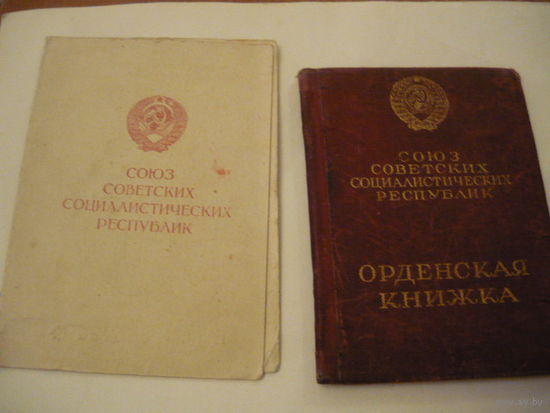 СОЮЗ
СОВЕТСКИХ
СОЦИАЛИСТИЧЕСКИХ
РЕСПУБЛИК
СОЮЗ
СОВЕТСКИХ
СОЦИАЛИСТИЧЕСКИХ
РЕСПУБЛИК
ОРДЕНСКАЯ
КНИЖКА